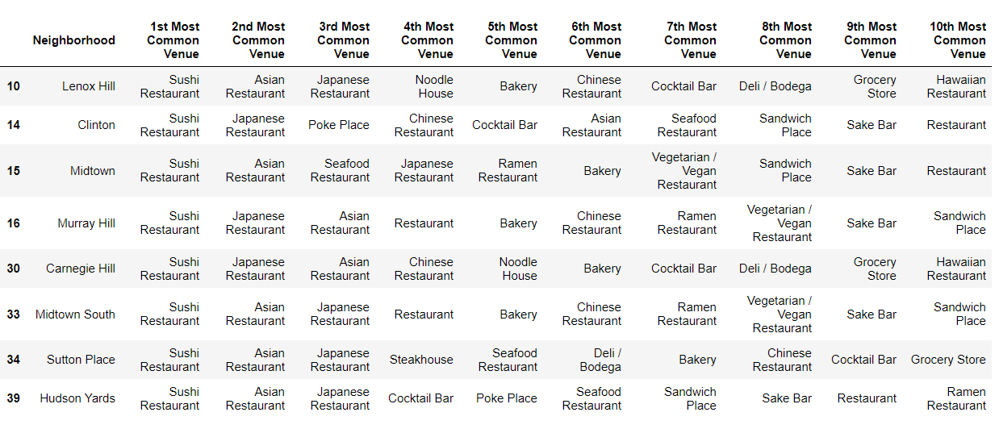 Neighborhood 1st Most Common Venue 2nd Most Common Venue 3rd Most Common Venue 4th Most Common Venue 5th Most Common Venue 6th Most Common Venue 7th Most Common Venue 8th Most Common Venue 9th Most Common Venue 10th Most Common Venue
10 Lenox Hill Sushi Restaurant Asian Restaurant Japanese Restaurant Noodle House Bakery Chinese Restaurant Cocktail Bar Deli / Bodega Grocery Store Hawaiian Restaurant
14 Clinton Sushi Restaurant Japanese Restaurant Poke Place Chinese Restaurant Cocktail Bar Asian Restaurant Seafood Restaurant Sandwich Place Sake Bar Restaurant
15 Midtown Sushi Restaurant Asian Restaurant Seafood Restaurant Japanese Restaurant Ramen Restaurant Bakery Vegetarian / Vegan Restaurant Sandwich Place Sake Bar Restaurant
16 Murray Hill Sushi Restaurant Japanese Restaurant Asian Restaurant Restaurant Bakery Chinese Restaurant Ramen Restaurant Vegetarian / Vegan Restaurant Sake Bar Sandwich Place
30 Carnegie Hill Sushi Restaurant Japanese Restaurant Asian Restaurant Chinese Restaurant Noodle House Bakery Cocktail Bar Deli / Bodega Grocery Store Hawaiian Restaurant
33 Midtown South Sushi Restaurant Asian Restaurant Japanese Restaurant Restaurant Bakery Chinese Restaurant Ramen Restaurant Vegetarian / Vegan Restaurant Sake Bar Sandwich Place
34 Sutton Place Sushi Restaurant Asian Restaurant Japanese Restaurant Steakhouse Seafood Restaurant Deli / Bodega Bakery Chinese Restaurant Cocktail Bar Grocery Store
39 Hudson Yards Sushi Restaurant Asian Restaurant Japanese Restaurant Cocktail Bar Poke Place Seafood Restaurant Sandwich Place Sake Bar Restaurant Ramen Restaurant